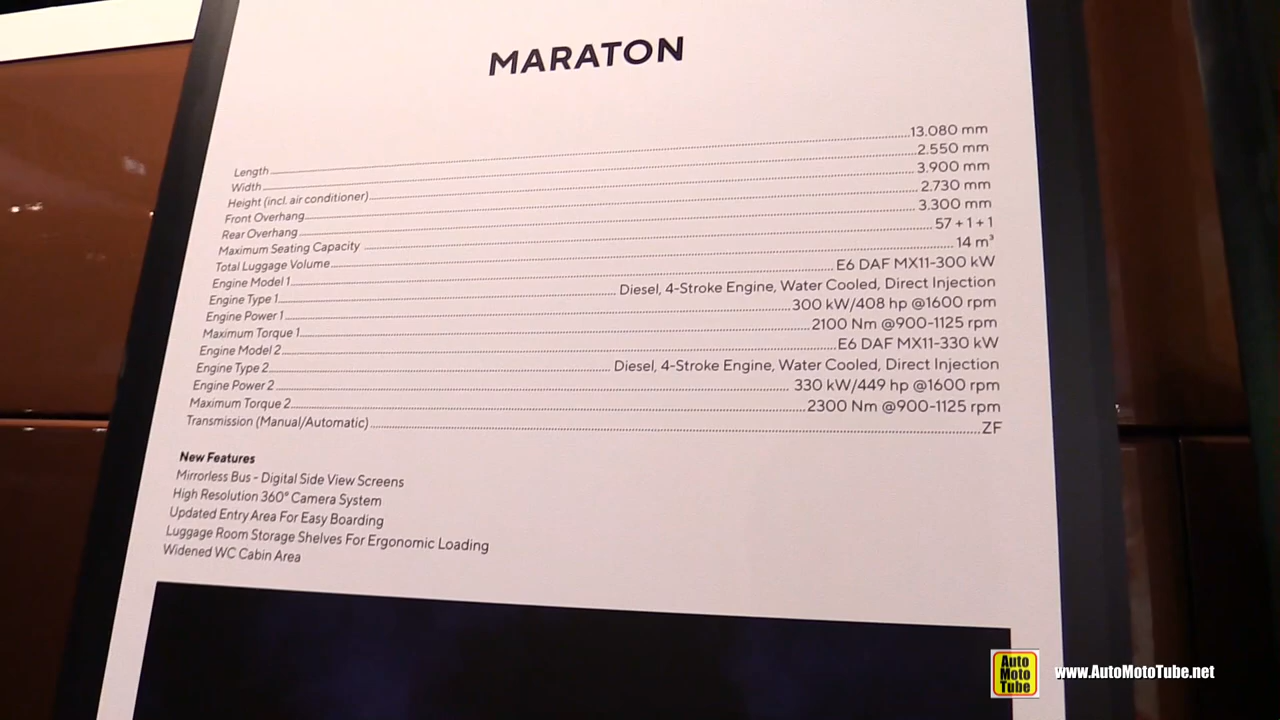 MARATON
Length 13.080 mm
Width 2.550 mm
Height (incl. air conditioner) 3.900 mm
Front Overhang 2.730 mm
Rear Overhang 3.300 mm
Maximum Seating Capacity 57 + 1 + 1
Total Luggage Volume 14 m³
Engine Model 1 E6 DAF MX11-300 kW
Engine Type 1 Diesel, 4-Stroke Engine, Water Cooled, Direct Injection
Engine Power 1 300 kW/408 hp @1600 rpm
Maximum Torque 1 2100 Nm @900-1125 rpm
Engine Model 2 E6 DAF MX11-330 kW
Engine Type 2 Diesel, 4-Stroke Engine, Water Cooled, Direct Injection
Engine Power 2 330 kW/449 hp @1600 rpm
Maximum Torque 2 2300 Nm @900-1125 rpm
Transmission (Manual/Automatic) ZF
New Features
Mirrorless Bus - Digital Side View Screens
High Resolution 360° Camera System
Updated Entry Area For Easy Boarding
Luggage Room Storage Shelves For Ergonomic Loading
Widened WC Cabin Area
Auto
Moto
Tube
www.AutoMotoTube.net